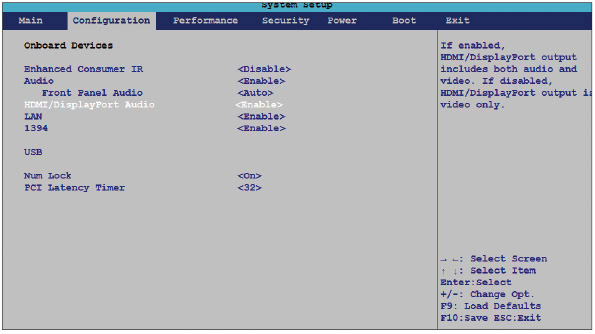 System Setup
Main Configuration Performance Security Power Boot Exit
Onboard Devices
Enhanced Consumer IR <Disable>
Audio <Enable>
Front Panel Audio <Auto>
HDMI/DisplayPort Audio <Enable>
LAN <Enable>
1394 <Enable>
USB
Num Lock <On>
PCI Latency Timer <32>
If enabled,
HDMI/DisplayPort output
includes both audio and
video. If disabled,
HDMI/DisplayPort output is
video only.
→ ←: Select Screen
↑ ↓: Select Item
Enter:Select
+/-: Change Opt.
F9: Load Defaults
F10:Save ESC:Exit